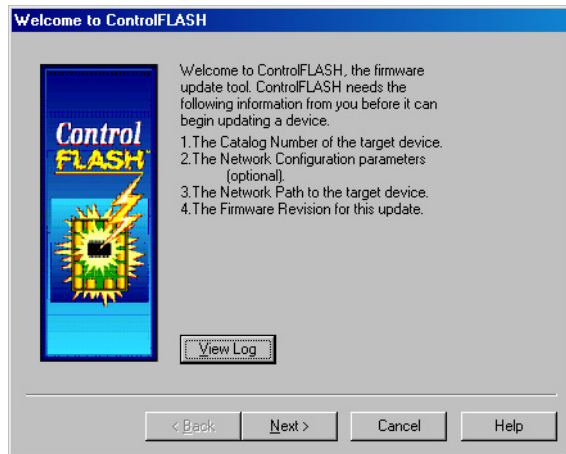 Welcome to ControlFLASH
Control
FLASH
Welcome to ControlFLASH, the firmware
update tool. ControlFLASH needs the
following information from you before it can
begin updating a device.
1.The Catalog Number of the target device.
2.The Network Configuration parameters
(optional).
3.The Network Path to the target device.
4.The Firmware Revision for this update.
View Log
< Back
Next >
Cancel
Help